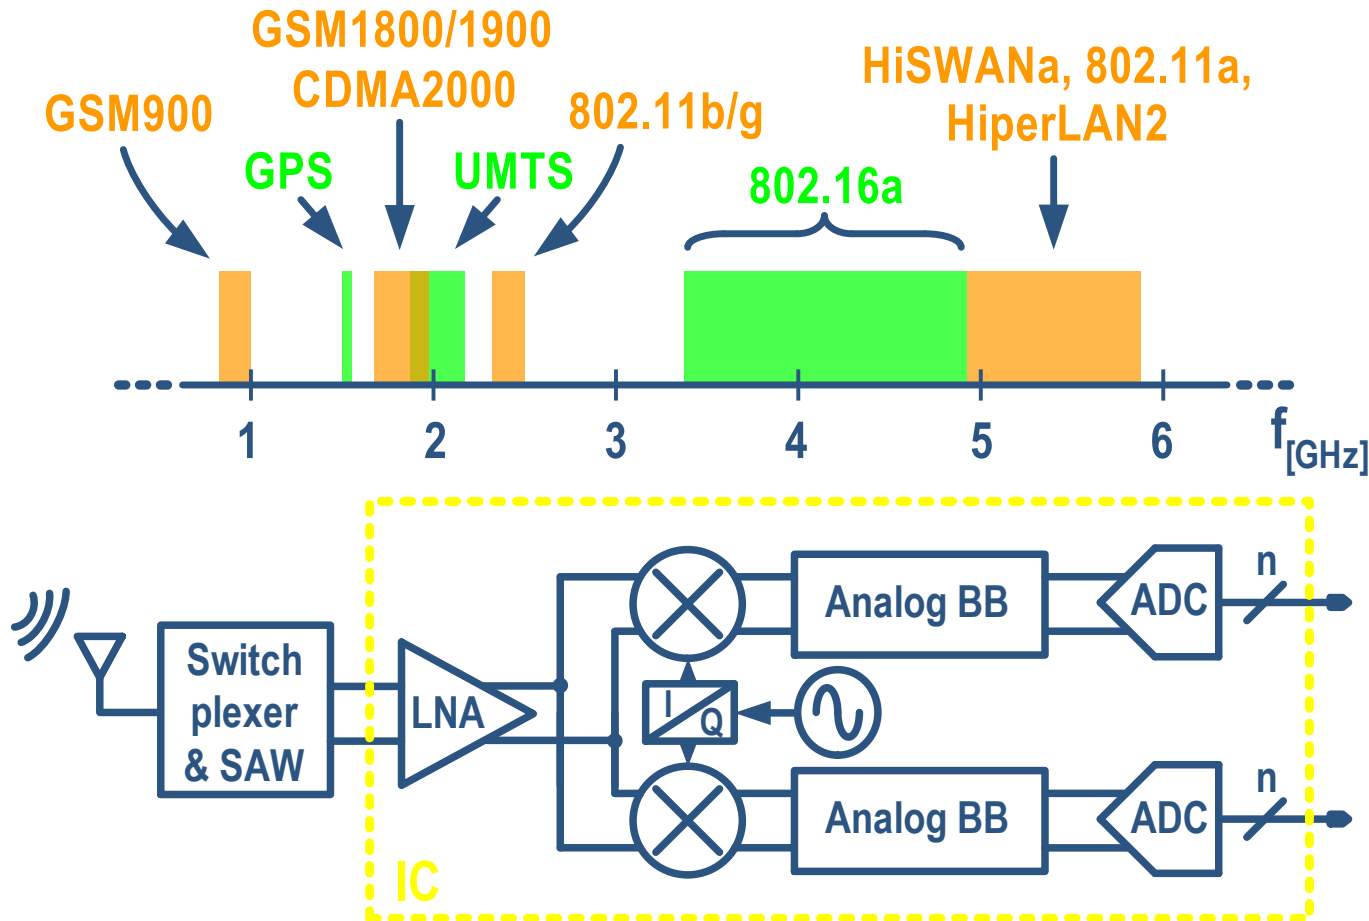 GSM1800/1900
CDMA2000
HiSWANa, 802.11a,
HiperLAN2
GSM900
802.11b/g
GPS
UMTS
802.16a
1
2
3
4
5
6
f[GHz]
Switch
plexer
& SAW
LNA
I
Q
Analog BB
ADC
n
Analog BB
ADC
n
IC